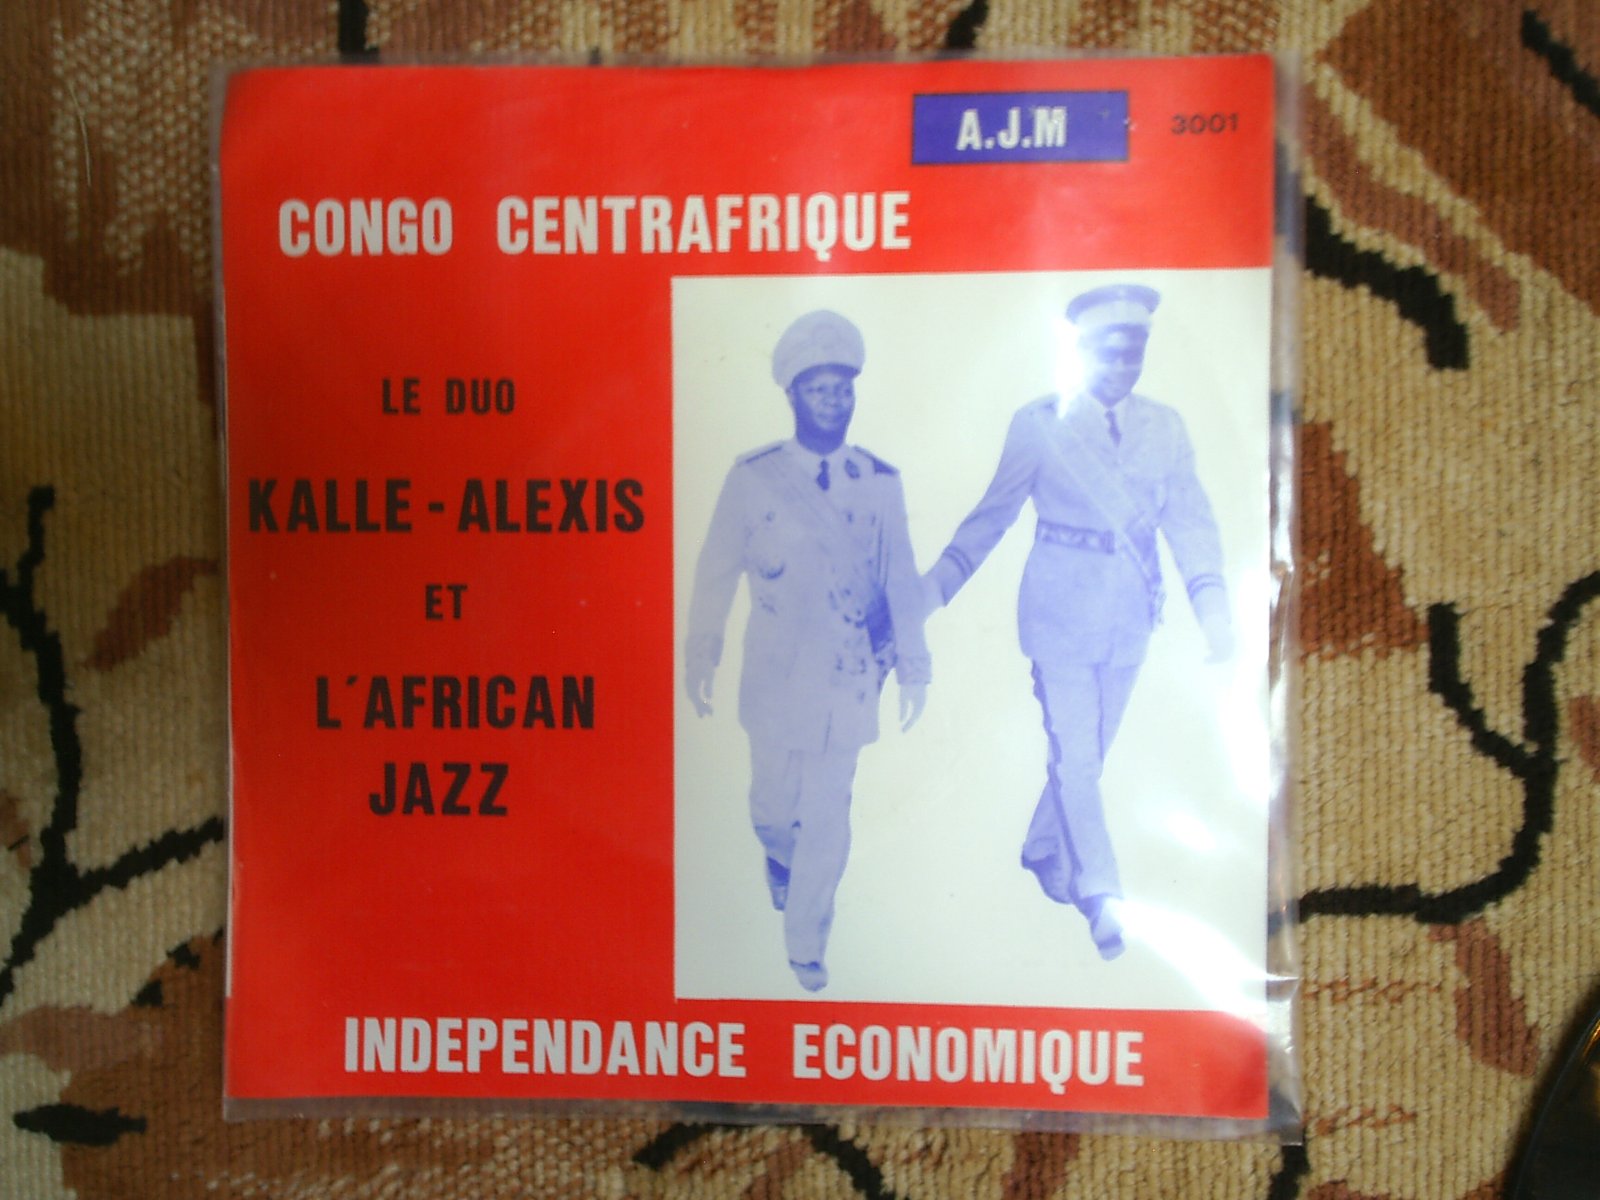 A.J.M 3001
CONGO CENTRAFRIQUE
LE DUO
KALLE - ALEXIS
ET
L´AFRICAN
JAZZ
INDEPENDANCE ECONOMIQUE